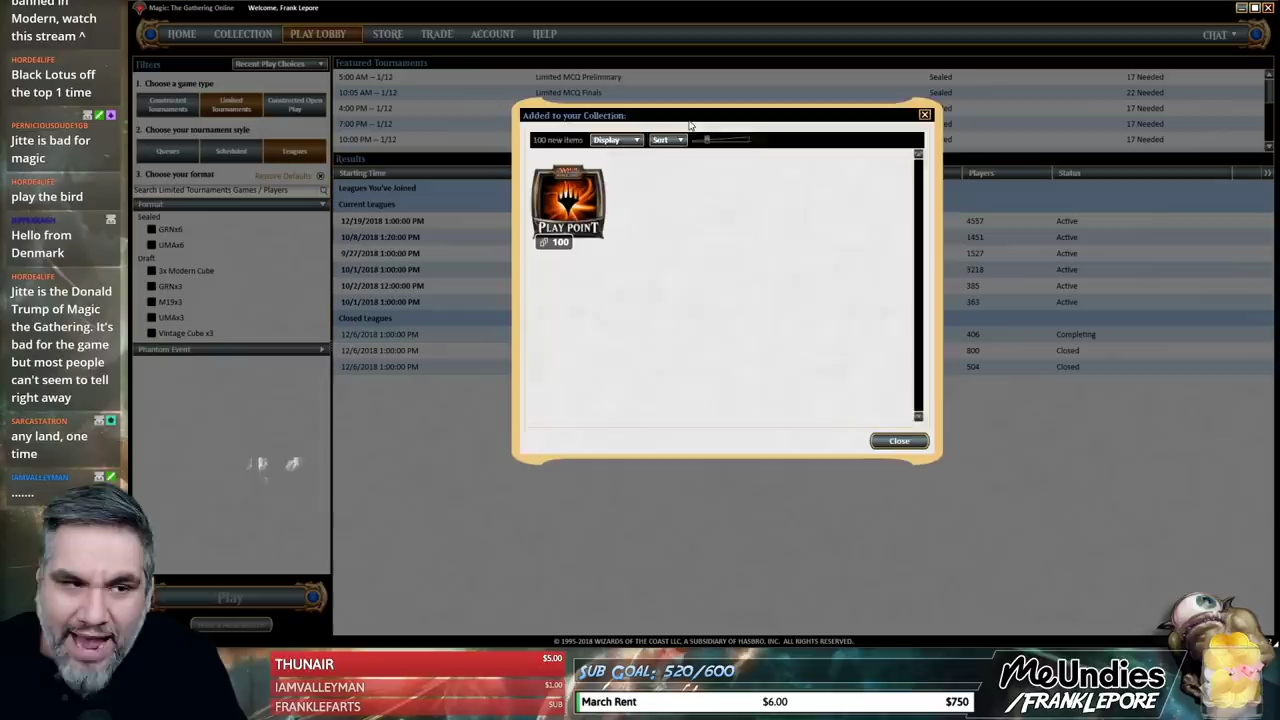 banned in
Modern, watch
this stream ^
HORDE4LIFE
Black Lotus off
the top 1 time
PERNICIOUSDUDE1GB
Jitte is bad for
magic
HORDE4LIFE
play the bird
Hello from
Denmark
HORDE4LIFE
Jitte is the Donald
Trump of Magic
the Gathering. It's
bad for the game
but most people
can't seem to tell
right away
SARCASTATRON
any land, one
time
IAMVALLEYMAN
.......
Magic: The Gathering Online
Welcome, Frank Lepore
HOME
COLLECTION
PLAY LOBBY
STORE
TRADE
ACCOUNT
HELP
CHAT
Filters
Recent Play Choices
1. Choose a game type
Constructed Tournaments
Limited Tournaments
Constructed Open Play
2. Choose your tournament style
Queues
Scheduled
Leagues
3. Choose your format
Restore Defaults
Search Limited Tournaments Games / Players
Format:
Sealed
GRNx6
UMAx6
Draft
3x Modern Cube
GRNx3
M19x3
UMAx3
Vintage Cube x3
Phantom Event
Play
Featured Tournaments
5:00 AM -- 1/12 Limited MCQ Preliminary Sealed 17 Needed
10:05 AM -- 1/12 Limited MCQ Finals Sealed 22 Needed
4:00 PM -- 1/12 17 Needed
7:00 PM -- 1/12 17 Needed
10:00 PM -- 1/12 17 Needed
Results
Starting Time Players Status
Leagues You've Joined
Current Leagues
12/19/2018 1:00:00 PM 4557 Active
10/8/2018 1:20:00 PM 1451 Active
9/27/2018 1:00:00 PM 1527 Active
10/1/2018 1:00:00 PM 3218 Active
10/2/2018 12:00:00 PM 385 Active
10/1/2018 1:00:00 PM 363 Active
Closed Leagues
12/6/2018 1:00:00 PM 406 Completing
12/6/2018 1:00:00 PM 800 Closed
12/6/2018 1:00:00 PM 504 Closed
Added to your Collection:
100 new items
Display
Sort
PLAY POINT
100
Close
© 1995-2018 WIZARDS OF THE COAST LLC, A SUBSIDIARY OF HASBRO, INC. ALL RIGHTS RESERVED.
THUNAIR $5.00
IAMVALLEYMAN $1.00
FRANKLEFARTS SUB
SUB GOAL: 520/600
March Rent $6.00 $750
MeUndies
/FRANKLEPORE